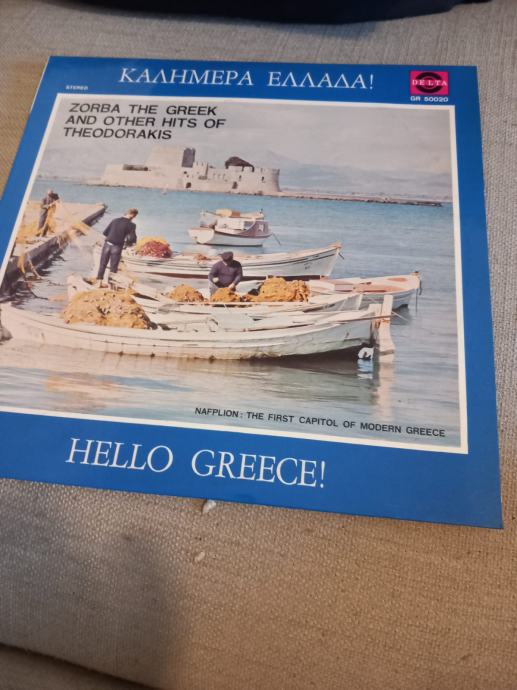 ΚΑΛΗΜΕΡΑ ΕΛΛΑΔΑ!
DELTA
STEREO
GR 50020
ZORBA THE GREEK
AND OTHER HITS OF
THEODORAKIS
NAFPLION: THE FIRST CAPITOL OF MODERN GREECE
HELLO GREECE!